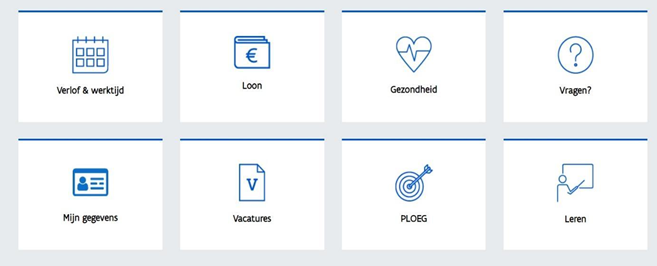 Verlof & werktijd
Loon
€
Gezondheid
?
Vragen?
Mijn gegevens
V
Vacatures
PLOEG
Leren